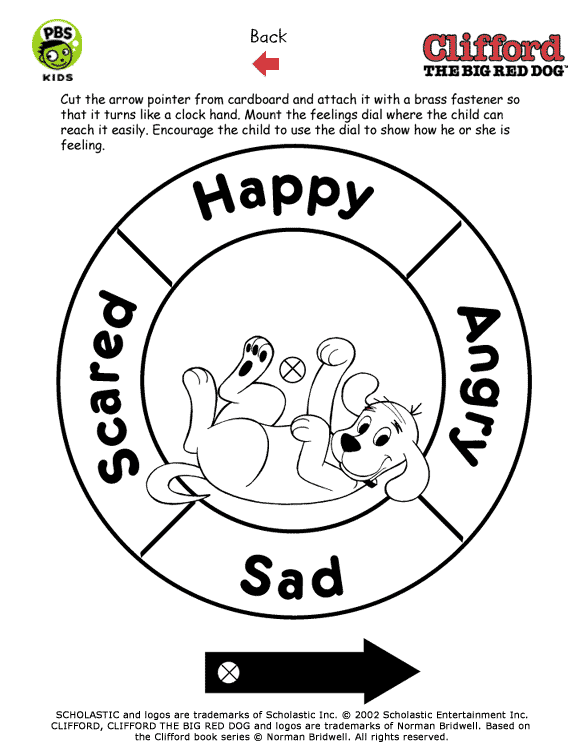 PBS
KIDS
Back
Clifford
THE BIG RED DOG™
Cut the arrow pointer from cardboard and attach it with a brass fastener so
that it turns like a clock hand. Mount the feelings dial where the child can
reach it easily. Encourage the child to use the dial to show how he or she is
feeling.
Happy
Scared
Angry
Sad
SCHOLASTIC and logos are trademarks of Scholastic Inc. © 2002 Scholastic Entertainment Inc.
CLIFFORD, CLIFFORD THE BIG RED DOG and logos are trademarks of Norman Bridwell. Based on
the Clifford book series © Norman Bridwell. All rights reserved.